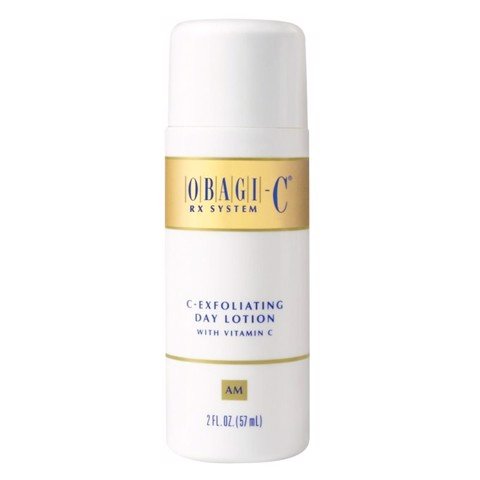 OBAGI-C®
RX SYSTEM
C-EXFOLIATING
DAY LOTION
WITH VITAMIN C
AM
2 FL. OZ. (57 mL)